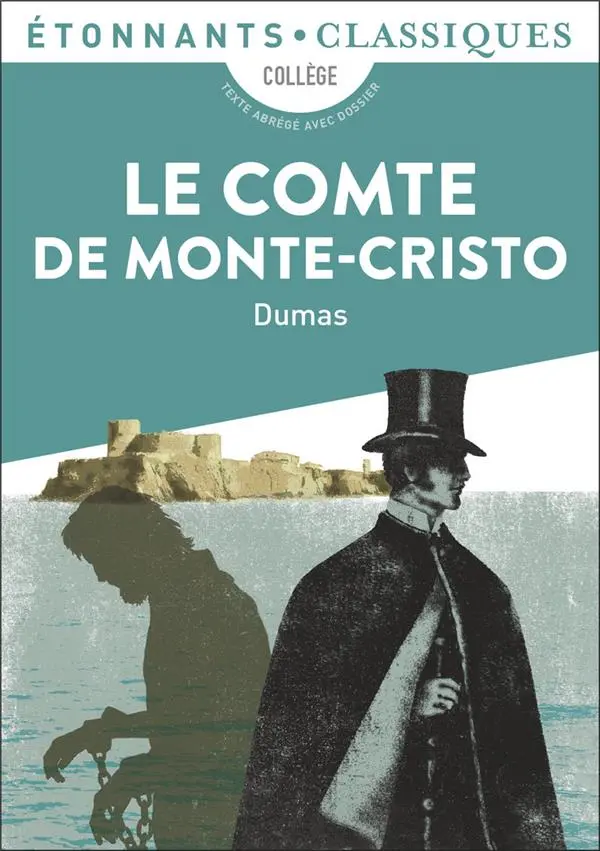 ÉTONNANTS • CLASSIQUES
COLLÈGE
TEXTE ABRÉGÉ AVEC DOSSIER
LE COMTE
DE MONTE-CRISTO
Dumas